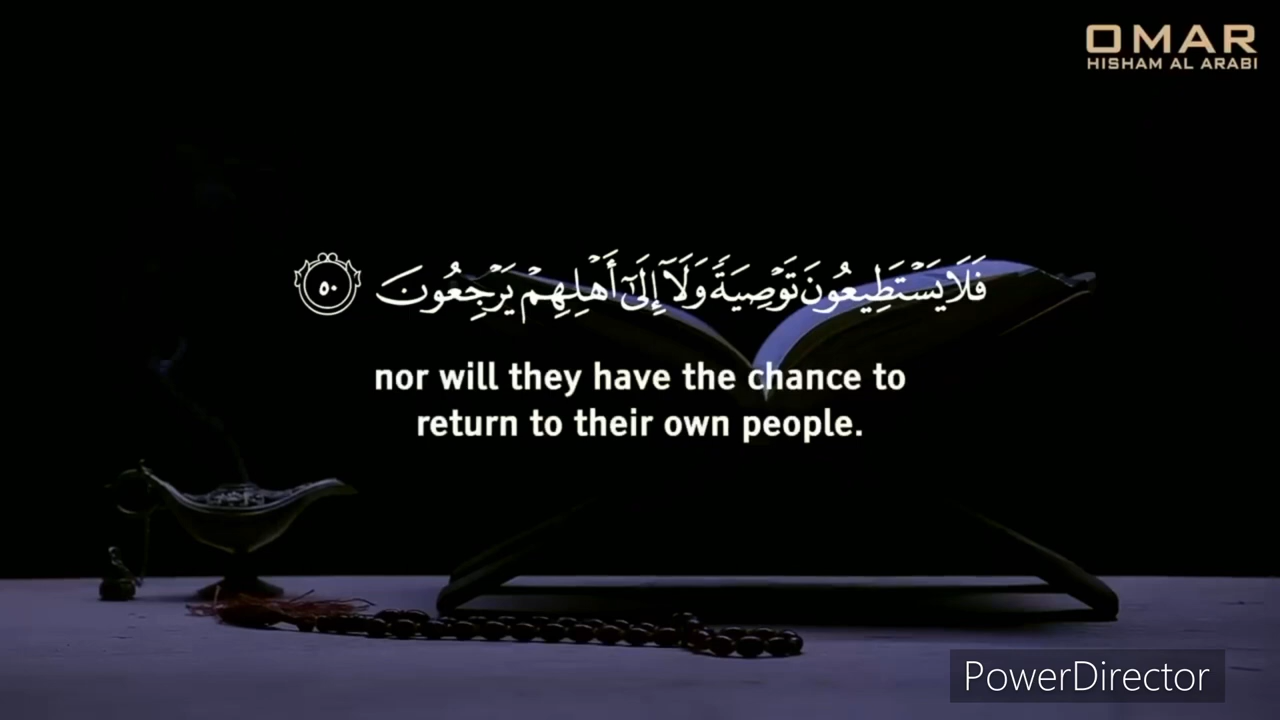 OMAR
HISHAM AL ARABI
فَلَا يَسْتَطِيعُونَ تَوْصِيَةً وَلَآ إِلَىٰٓ أَهْلِهِمْ يَرْجِعُونَ ٥٠
nor will they have the chance to
return to their own people.
PowerDirector